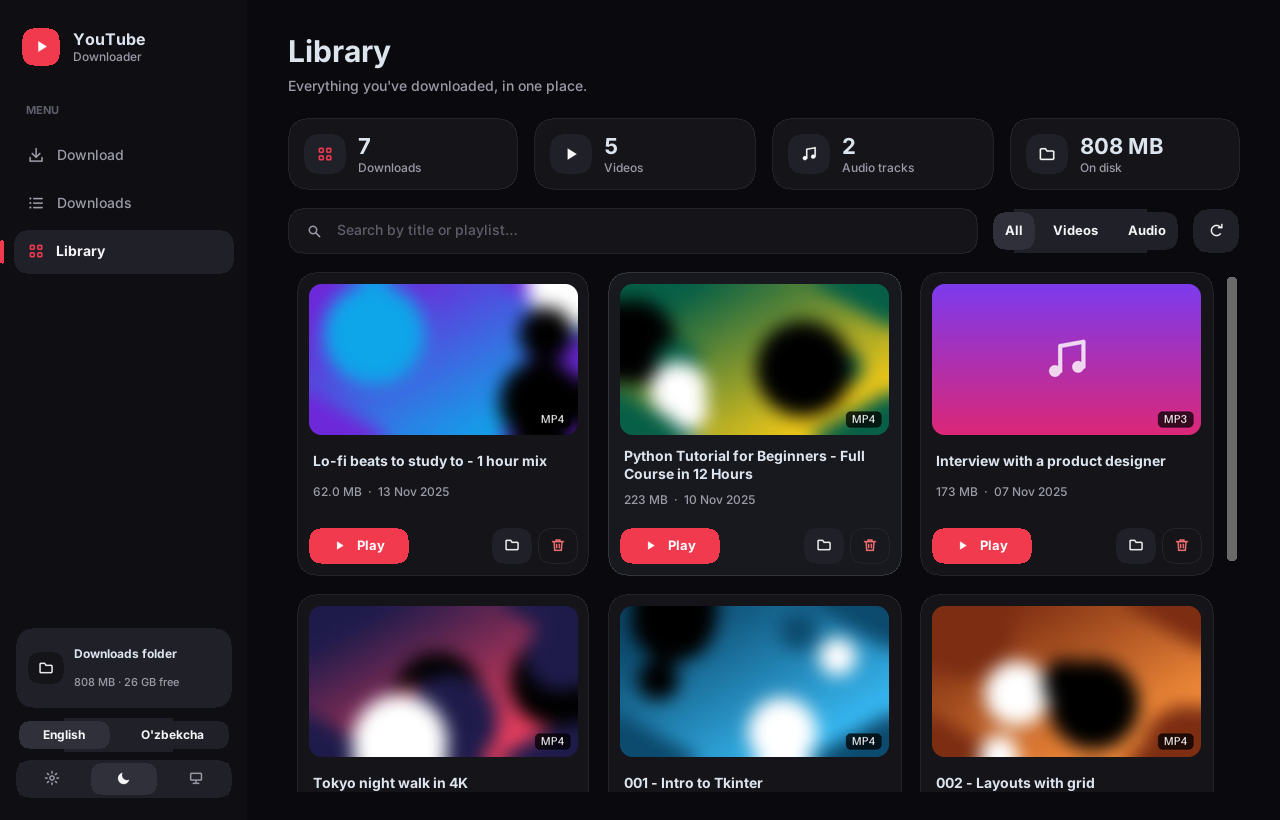 YouTube
Downloader
MENU
Download
Downloads
Library
Downloads folder
808 MB · 26 GB free
English
O'zbekcha
Library
Everything you've downloaded, in one place.
7
Downloads
5
Videos
2
Audio tracks
808 MB
On disk
Search by title or playlist...
All
Videos
Audio
MP4
Lo-fi beats to study to - 1 hour mix
62.0 MB · 13 Nov 2025
Play
MP4
Python Tutorial for Beginners - Full
Course in 12 Hours
223 MB · 10 Nov 2025
Play
MP3
Interview with a product designer
173 MB · 07 Nov 2025
Play
MP4
Tokyo night walk in 4K
MP4
001 - Intro to Tkinter
MP4
002 - Layouts with grid